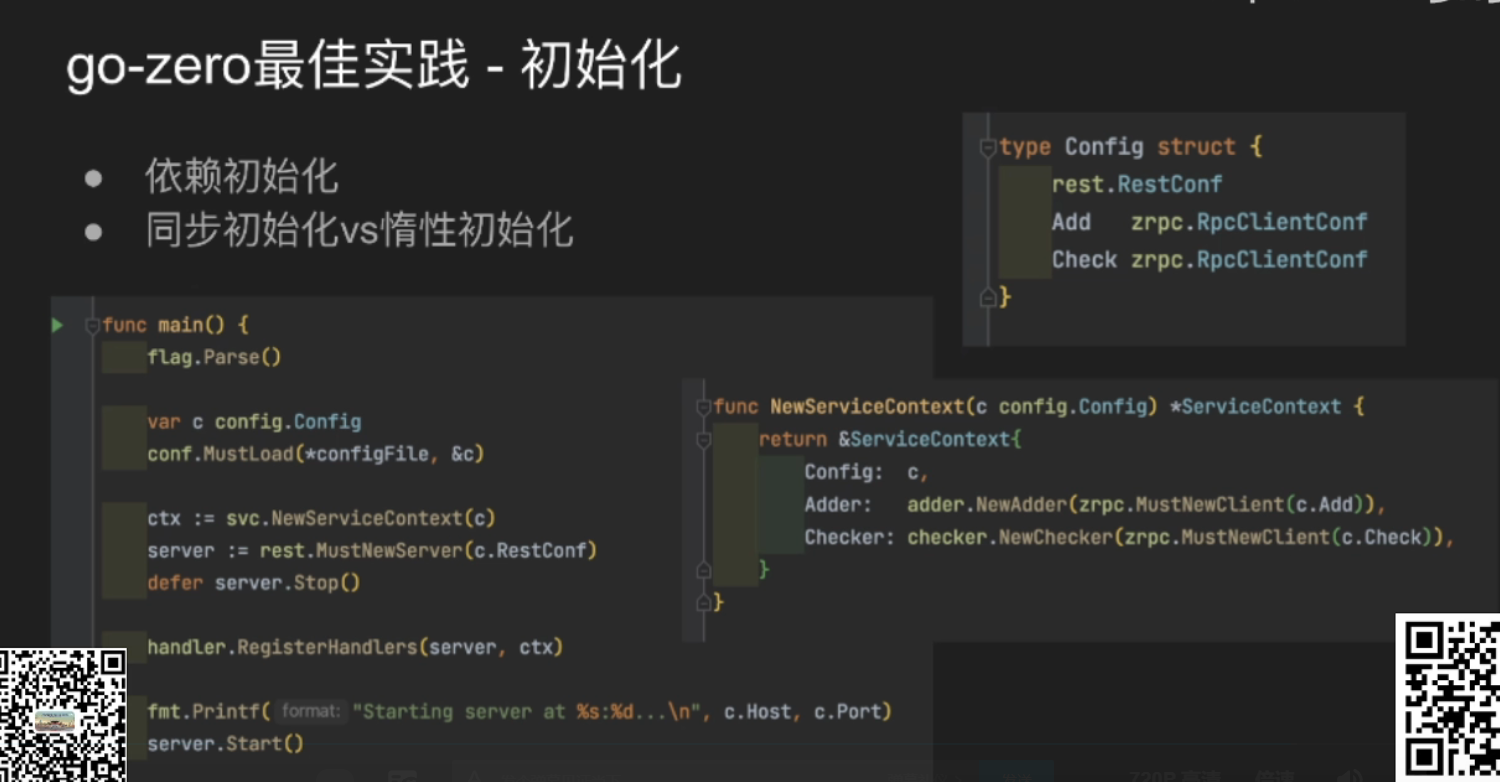 go-zero最佳实践 - 初始化
● 依赖初始化
● 同步初始化vs惰性初始化
type Config struct {
rest.RestConf
Add zrpc.RpcClientConf
Check zrpc.RpcClientConf
}
func main() {
flag.Parse()
var c config.Config
conf.MustLoad(*configFile, &c)
ctx := svc.NewServiceContext(c)
server := rest.MustNewServer(c.RestConf)
defer server.Stop()
handler.RegisterHandlers(server, ctx)
fmt.Printf( format: "Starting server at %s:%d...\n", c.Host, c.Port)
server.Start()
func NewServiceContext(c config.Config) *ServiceContext {
return &ServiceContext{
Config: c,
Adder: adder.NewAdder(zrpc.MustNewClient(c.Add)),
Checker: checker.NewChecker(zrpc.MustNewClient(c.Check)),
}
}